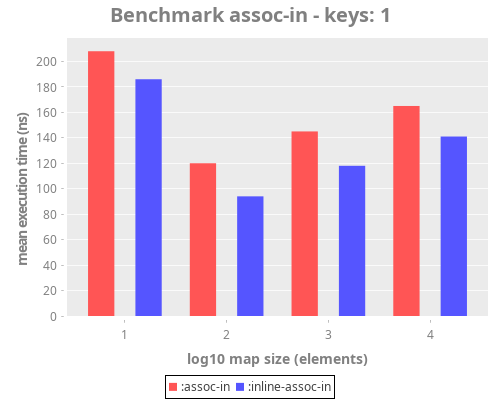 Benchmark assoc-in - keys: 1
mean execution time (ns)
200
180
160
140
120
100
80
60
40
20
0
1 2 3 4
log10 map size (elements)
:assoc-in :inline-assoc-in